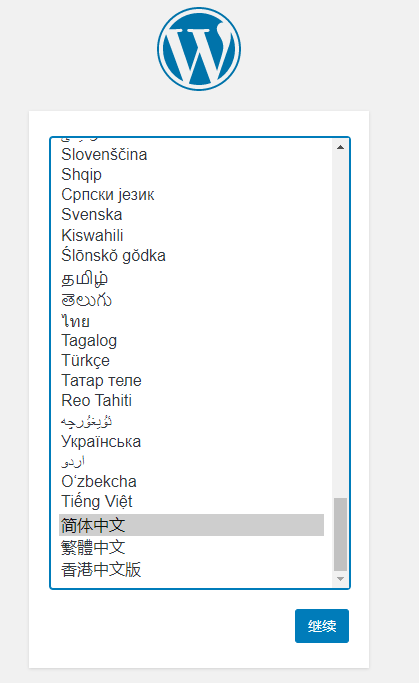 Slovenščina
Shqip
Српски језик
Svenska
Kiswahili
Ślōnskŏ gŏdka
தமிழ்
తెలుగు
ไทย
Tagalog
Türkçe
Татар теле
Reo Tahiti
ئۇيغۇرچە
Українська
اردو
O‘zbekcha
Tiếng Việt
简体中文
繁體中文
香港中文版
继续